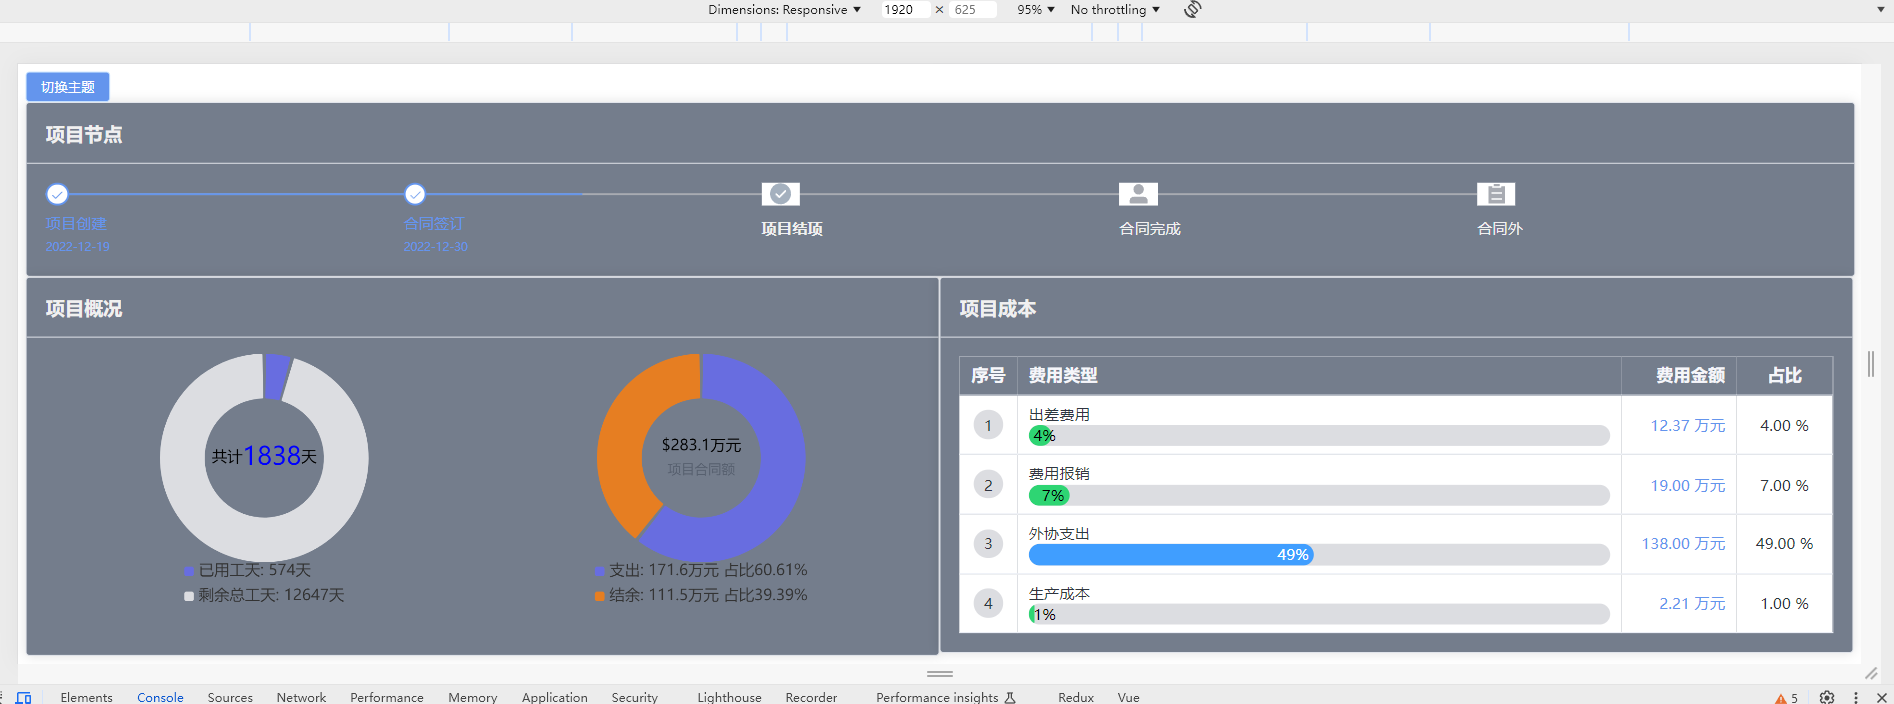 Dimensions: Responsive ▼ 1920 × 625 95% ▼ No throttling ▼
切换主题
项目节点
项目创建
2022-12-19
合同签订
2022-12-30
项目结项
合同完成
合同外
项目概况
共计1838天
已用工天: 574天
剩余总工天: 12647天
$283.1万元
项目合同额
支出: 171.6万元 占比60.61%
结余: 111.5万元 占比39.39%
项目成本
序号 费用类型 费用金额 占比
1 出差费用 4% 12.37 万元 4.00 %
2 费用报销 7% 19.00 万元 7.00 %
3 外协支出 49% 138.00 万元 49.00 %
4 生产成本 1% 2.21 万元 1.00 %
Elements Console Sources Network Performance Memory Application Security Lighthouse Recorder Performance insights Redux Vue 5